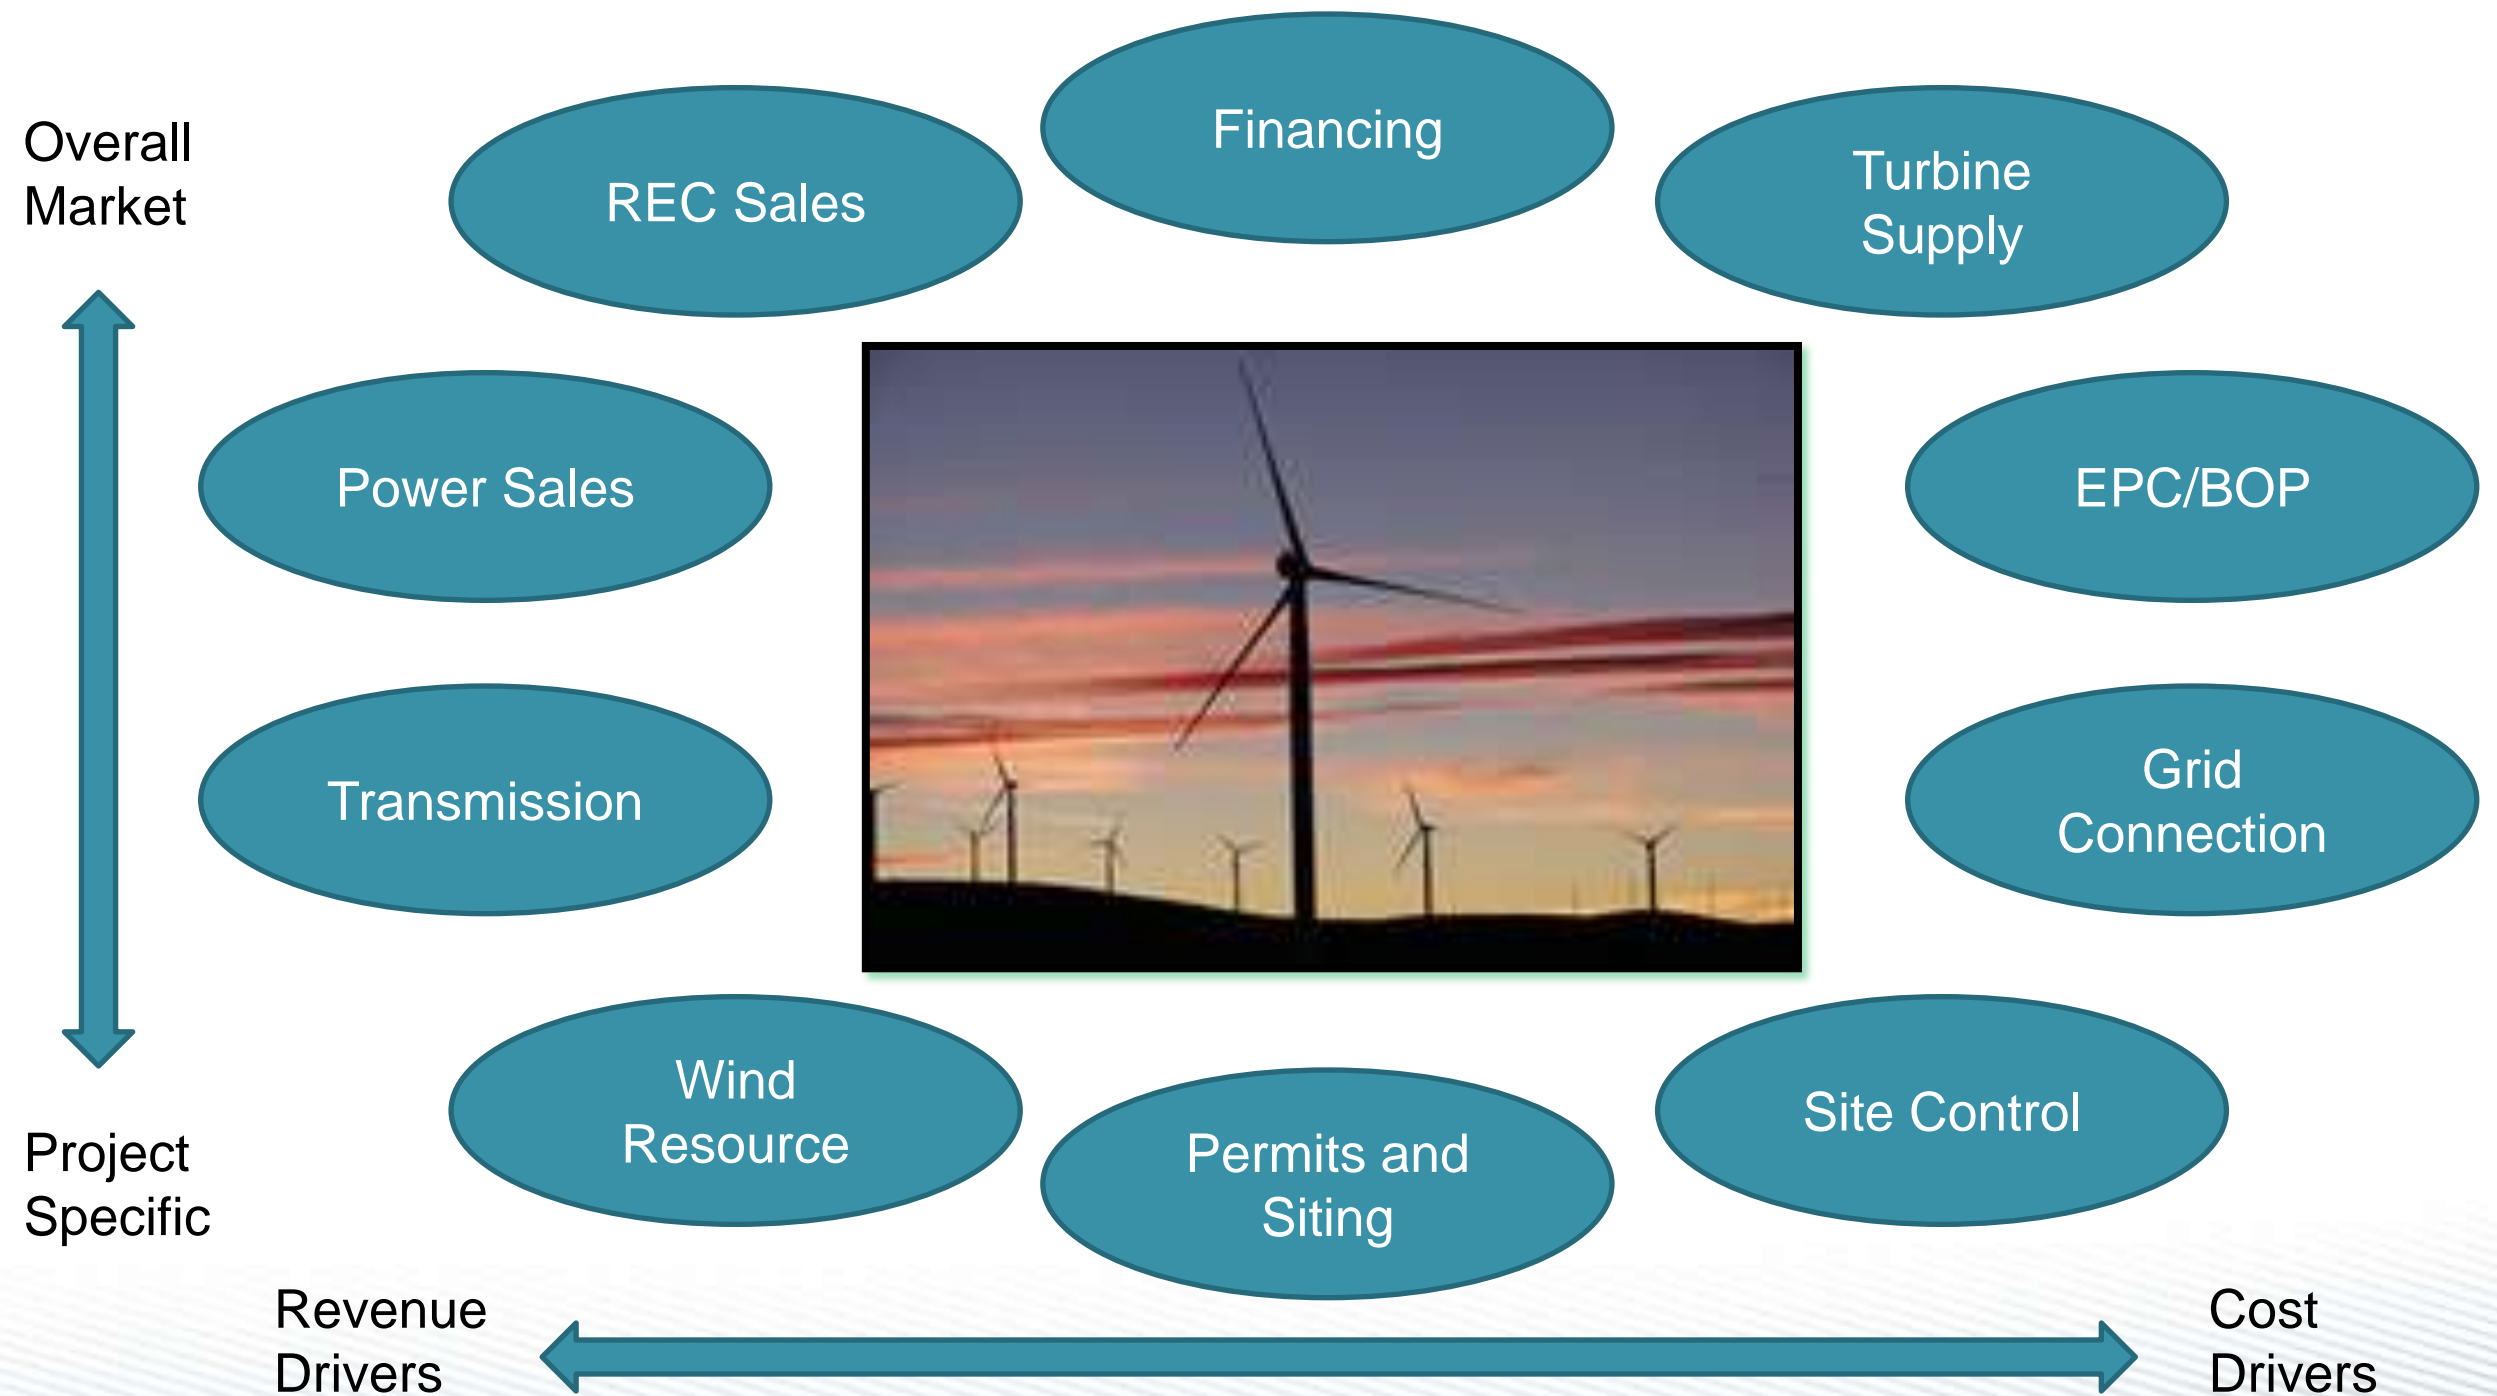 Financing
Overall
Market
REC Sales
Turbine
Supply
Power Sales
EPC/BOP
Transmission
Grid
Connection
Wind
Resource
Site Control
Permits and
Siting
Project
Specific
Revenue
Drivers
Cost
Drivers